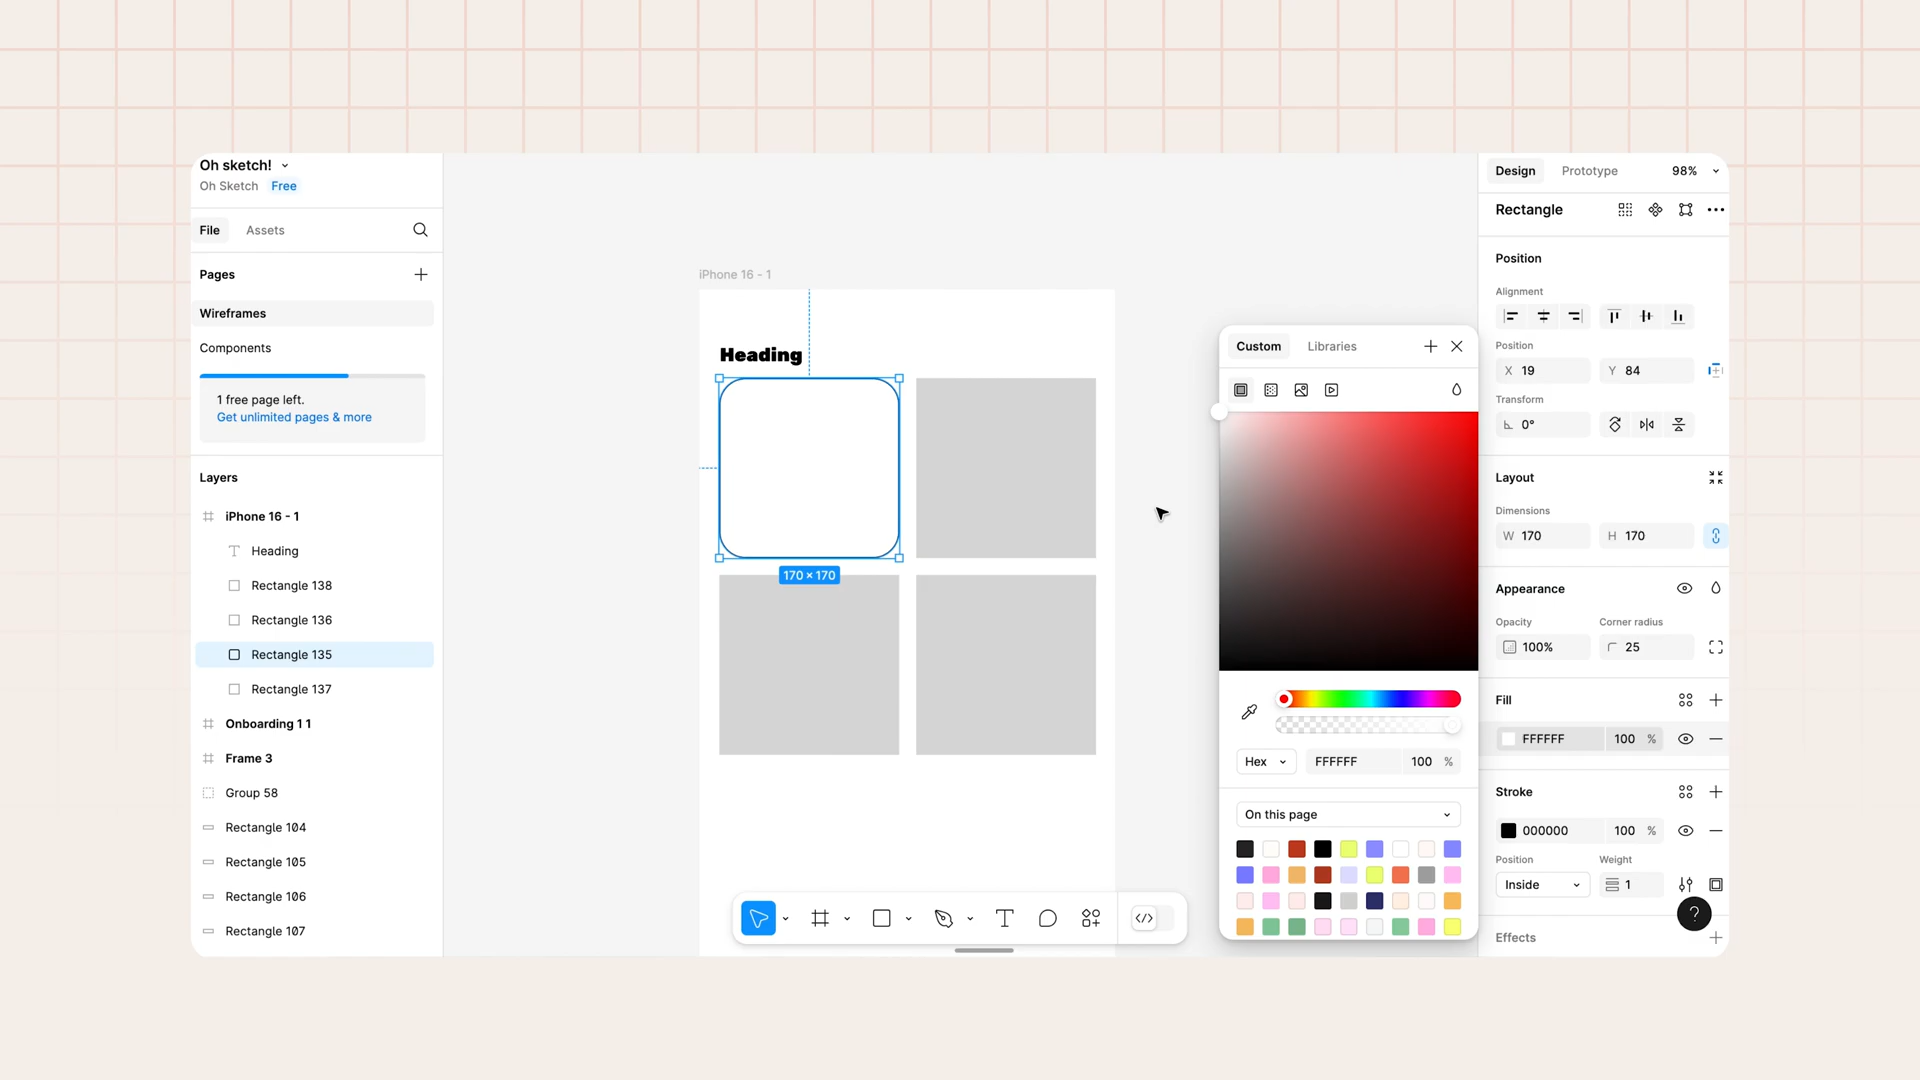 Oh sketch!
Oh Sketch Free
File Assets
Pages
Wireframes
Components
1 free page left.
Get unlimited pages & more
Layers
iPhone 16 - 1
Heading
Rectangle 138
Rectangle 136
Rectangle 135
Rectangle 137
Onboarding 1 1
Frame 3
Group 58
Rectangle 104
Rectangle 105
Rectangle 106
Rectangle 107
iPhone 16 - 1
Heading
170 × 170
Custom Libraries
Hex FFFFFF 100 %
On this page
Design Prototype 98%
Rectangle
Position
Alignment
Position
X 19 Y 84
Transform
0°
Layout
Dimensions
W 170 H 170
Appearance
Opacity Corner radius
100% 25
Fill
FFFFFF 100 %
Stroke
000000 100 %
Position Weight
Inside 1
?
Effects